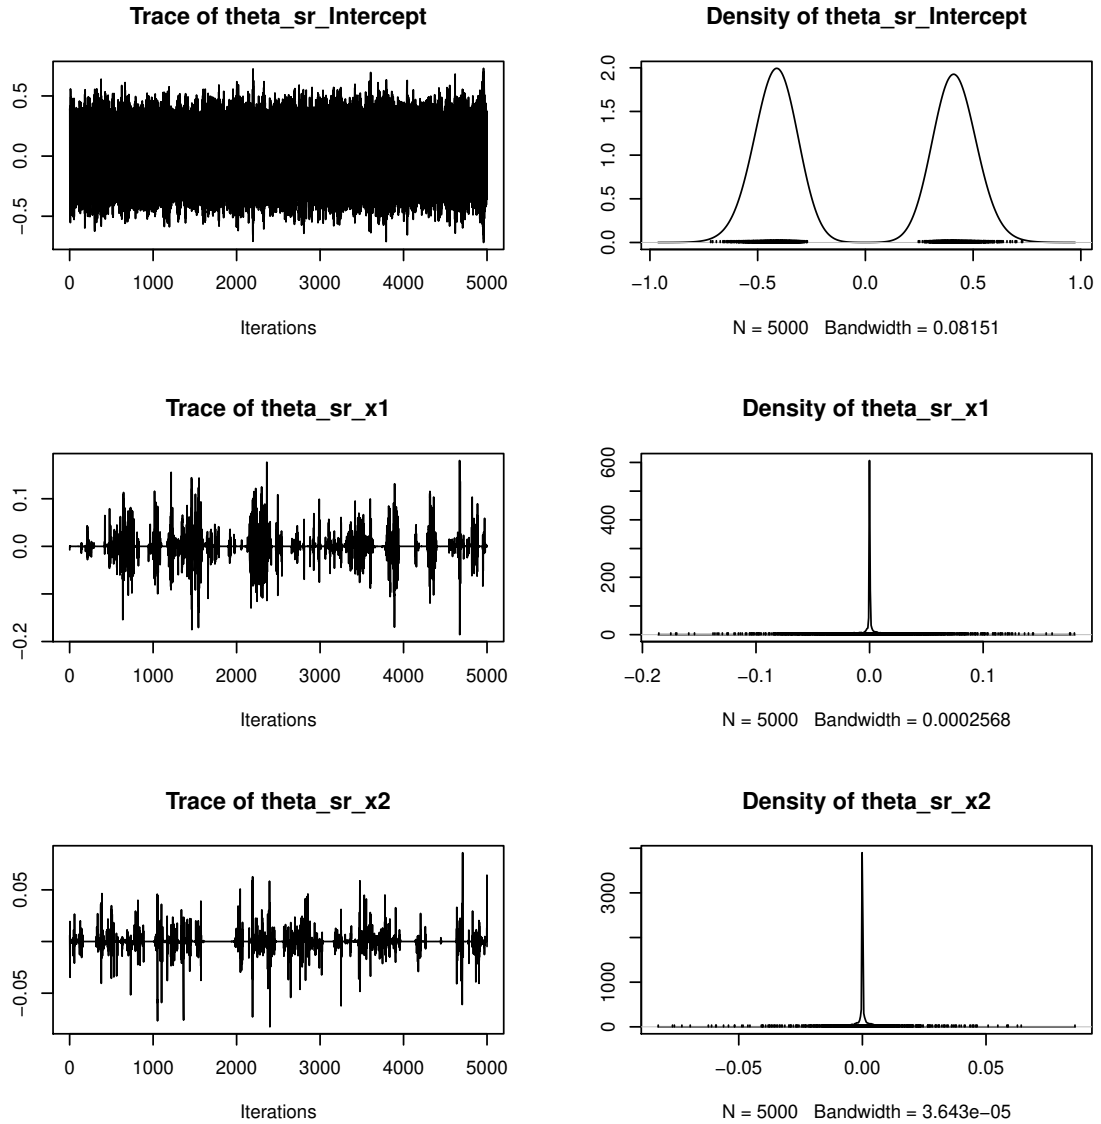 Trace of theta_sr_Intercept
−0.5 0.0 0.5
0 1000 2000 3000 4000 5000
Iterations
Density of theta_sr_Intercept
0.0 0.5 1.0 1.5 2.0
−1.0 −0.5 0.0 0.5 1.0
N = 5000 Bandwidth = 0.08151
Trace of theta_sr_x1
−0.2 0.0 0.1
0 1000 2000 3000 4000 5000
Iterations
Density of theta_sr_x1
0 200 400 600
−0.2 −0.1 0.0 0.1
N = 5000 Bandwidth = 0.0002568
Trace of theta_sr_x2
−0.05 0.05
0 1000 2000 3000 4000 5000
Iterations
Density of theta_sr_x2
0 1000 3000
−0.05 0.00 0.05
N = 5000 Bandwidth = 3.643e−05